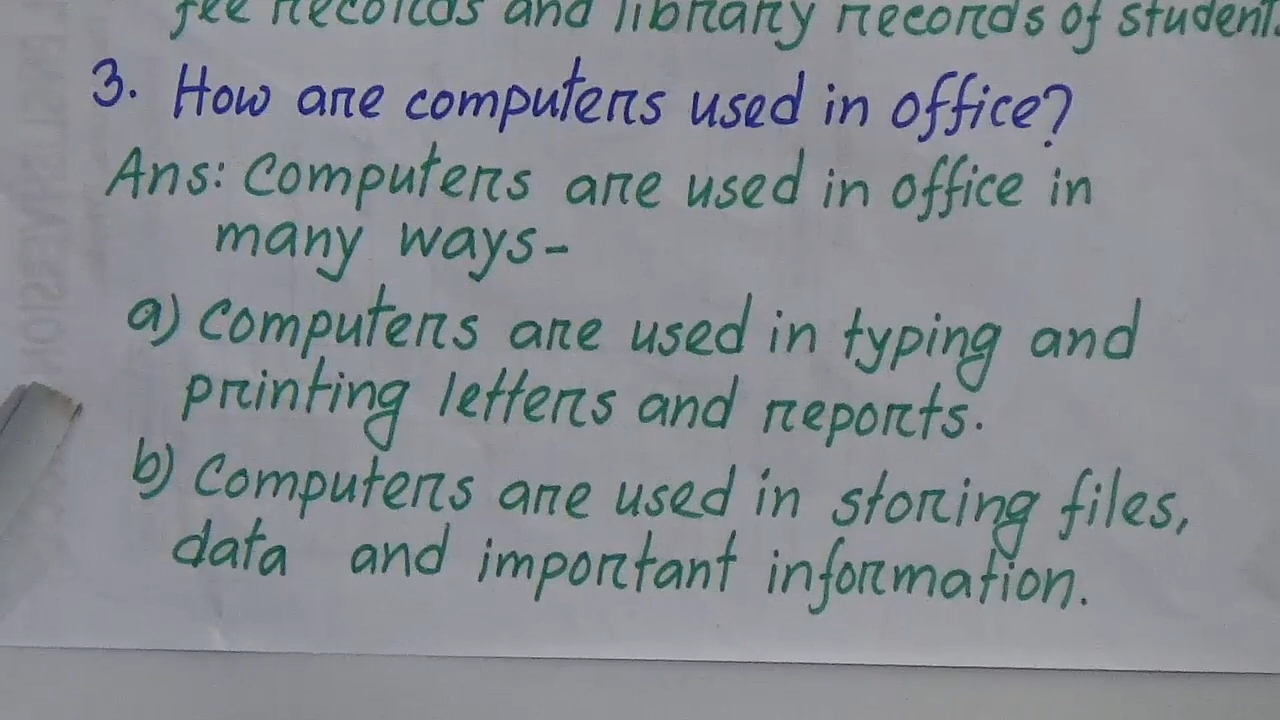 fee records and library records of student.
3. How are computers used in office?
Ans: Computers are used in office in
many ways-
a) Computers are used in typing and
printing letters and reports.
b) Computers are used in storing files,
data and important information.